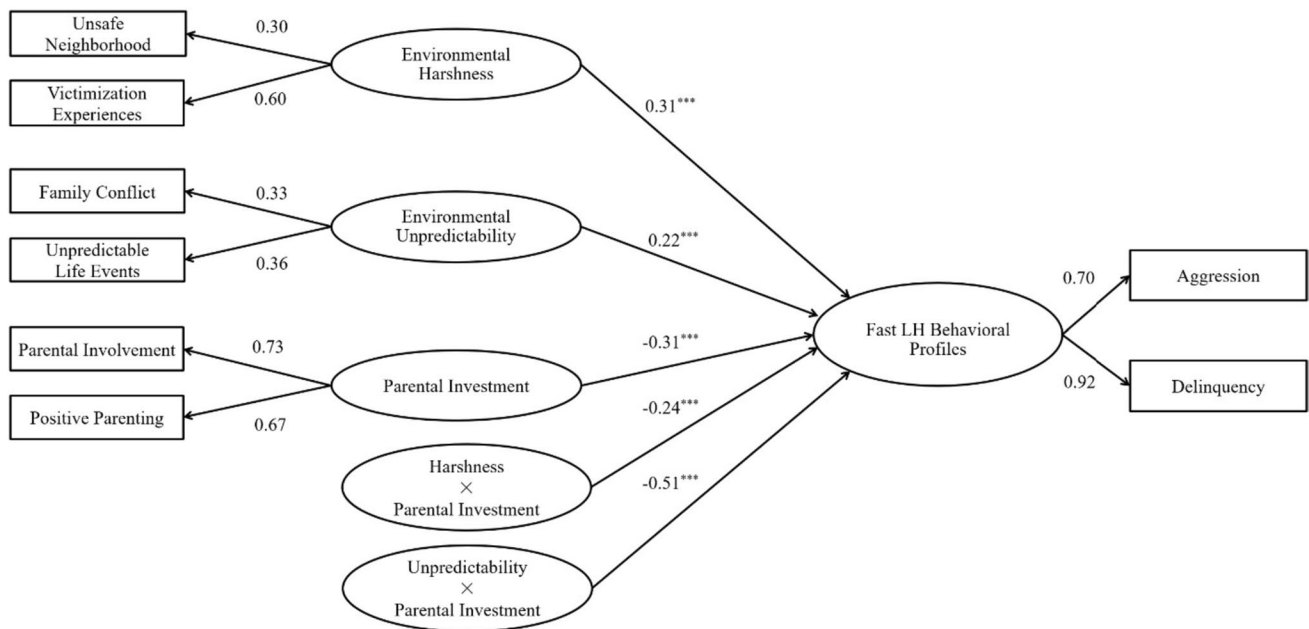 Unsafe
Neighborhood
0.30
Victimization
Experiences
0.60
Environmental
Harshness
0.31***
Family Conflict
0.33
Unpredictable
Life Events
0.36
Environmental
Unpredictability
0.22***
Parental Involvement
0.73
Positive Parenting
0.67
Parental Investment
-0.31***
Harshness
×
Parental Investment
-0.24***
Unpredictability
×
Parental Investment
-0.51***
Fast LH Behavioral
Profiles
0.70
Aggression
0.92
Delinquency